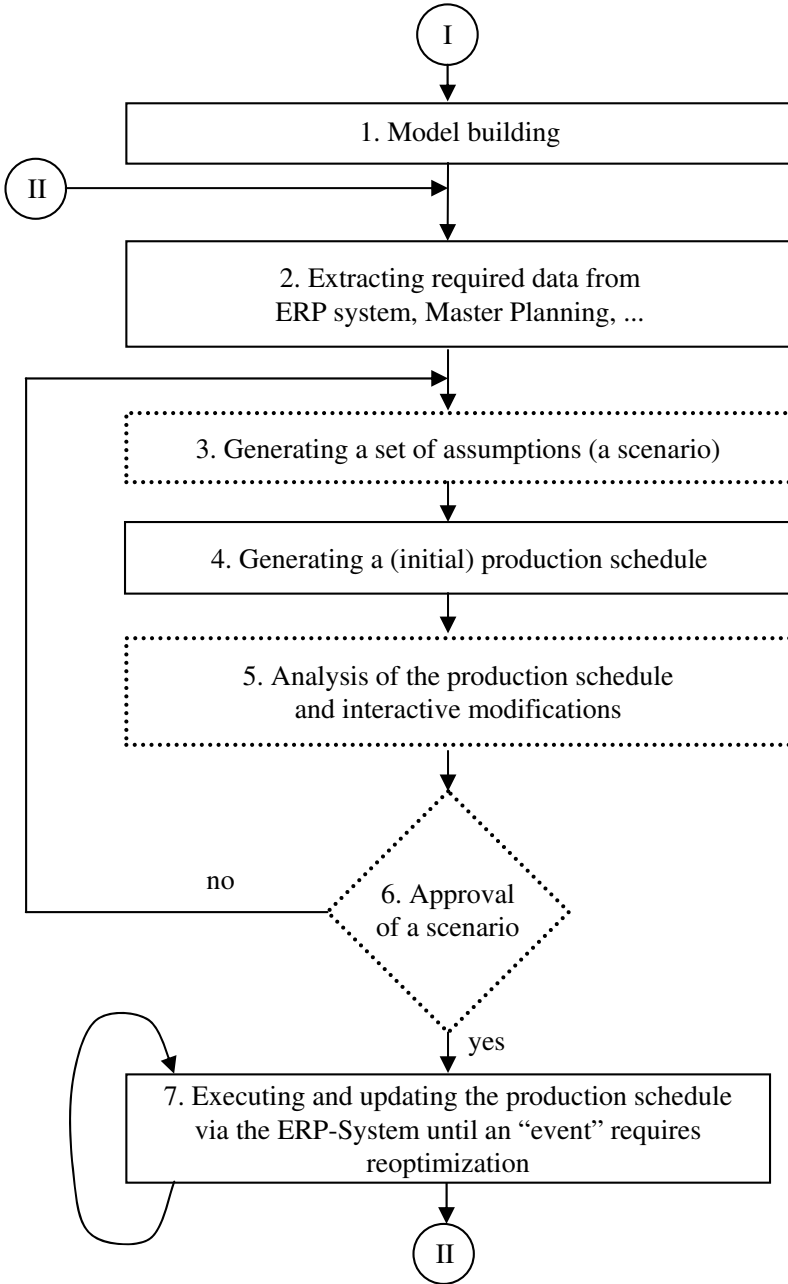 I
1. Model building
II
2. Extracting required data from
ERP system, Master Planning, ...
3. Generating a set of assumptions (a scenario)
4. Generating a (initial) production schedule
5. Analysis of the production schedule
and interactive modifications
no
6. Approval
of a scenario
yes
7. Executing and updating the production schedule
via the ERP-System until an “event” requires
reoptimization
II